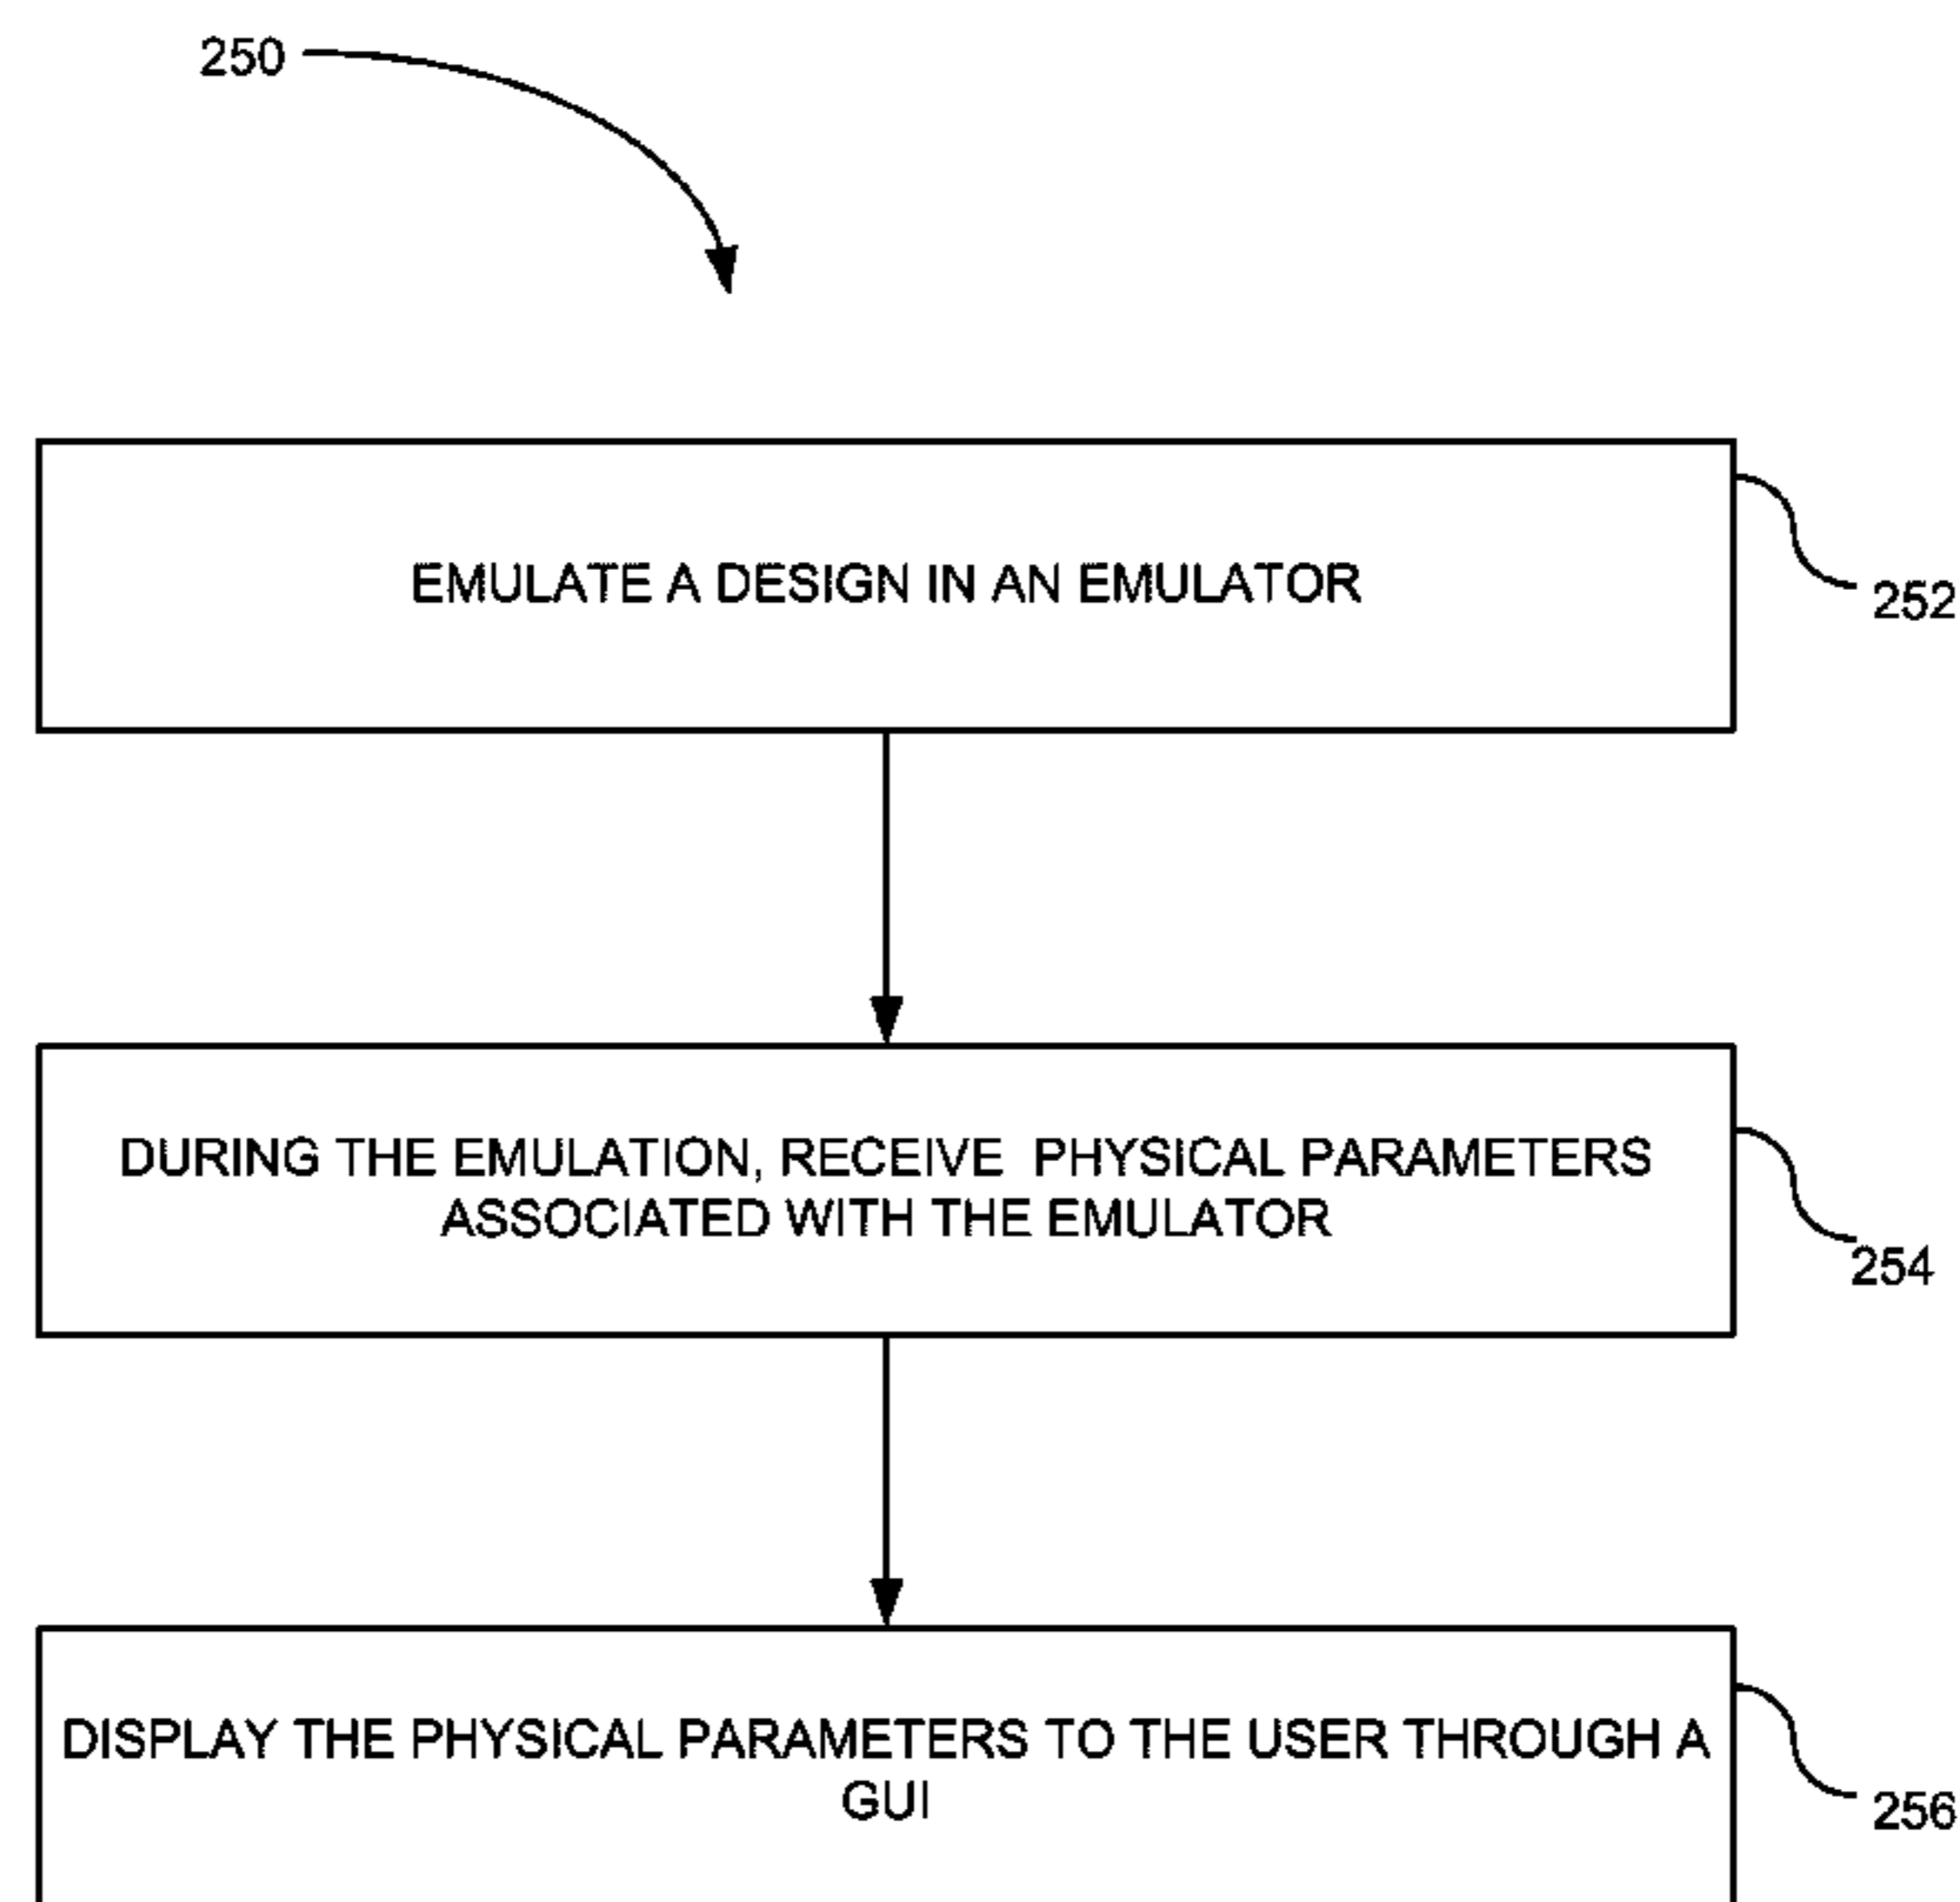 250
EMULATE A DESIGN IN AN EMULATOR
252
DURING THE EMULATION, RECEIVE PHYSICAL PARAMETERS
ASSOCIATED WITH THE EMULATOR
254
DISPLAY THE PHYSICAL PARAMETERS TO THE USER THROUGH A
GUI
256